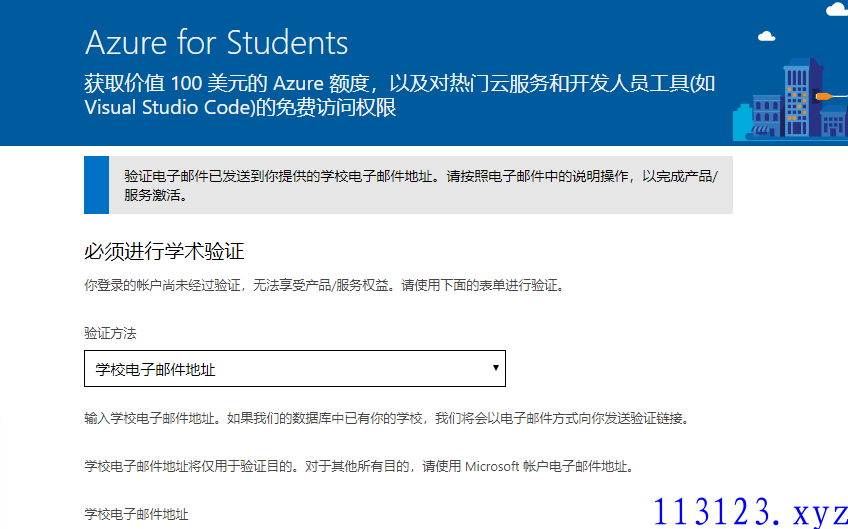 Azure for Students
获取价值 100 美元的 Azure 额度，以及对热门云服务和开发人员工具(如
Visual Studio Code)的免费访问权限
验证电子邮件已发送到你提供的学校电子邮件地址。请按照电子邮件中的说明操作，以完成产品/
服务激活。
必须进行学术验证
你登录的帐户尚未经过验证，无法享受产品/服务权益。请使用下面的表单进行验证。
验证方法
学校电子邮件地址
输入学校电子邮件地址。如果我们的数据库中已有你的学校，我们将会以电子邮件方式向你发送验证链接。
学校电子邮件地址将仅用于验证目的。对于其他所有目的，请使用 Microsoft 帐户电子邮件地址。
学校电子邮件地址
113123.xyz